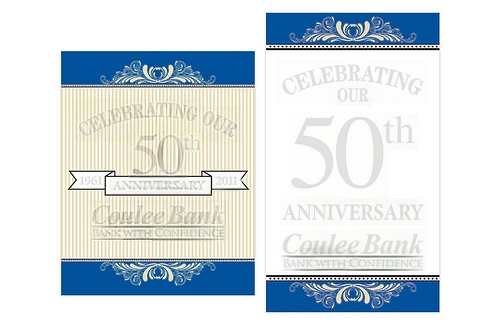 CELEBRATING OUR
50th
1961 ANNIVERSARY 2011
Coulee Bank
BANK WITH CONFIDENCE
CELEBRATING
OUR
50th
ANNIVERSARY
Coulee Bank
BANK WITH CONFIDENCE